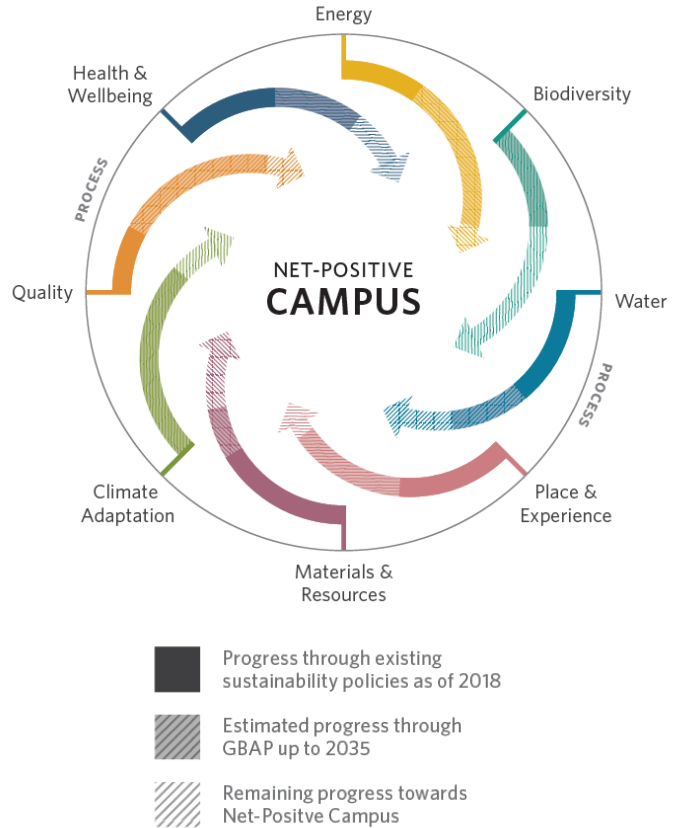 Energy
Health &
Wellbeing
Biodiversity
PROCESS
NET-POSITIVE
CAMPUS
Quality
Water
PROCESS
Climate
Adaptation
Place &
Experience
Materials &
Resources
Progress through existing
sustainability policies as of 2018
Estimated progress through
GBAP up to 2035
Remaining progress towards
Net-Positve Campus